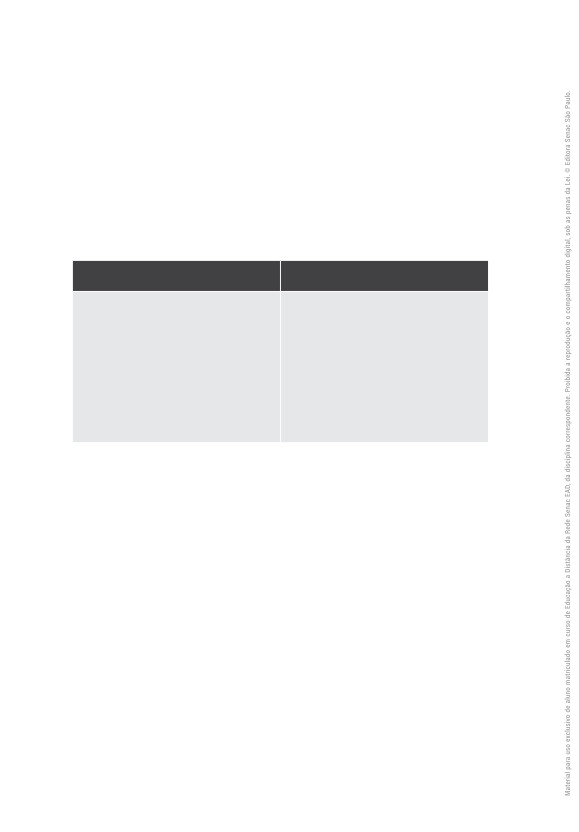 Material para uso exclusivo de aluno matriculado em curso de Educação a Distância da Rede Senac EAD, da disciplina correspondente. Proibida a reprodução e o compartilhamento digital, sob as penas da Lei. © Editora Senac São Paulo.